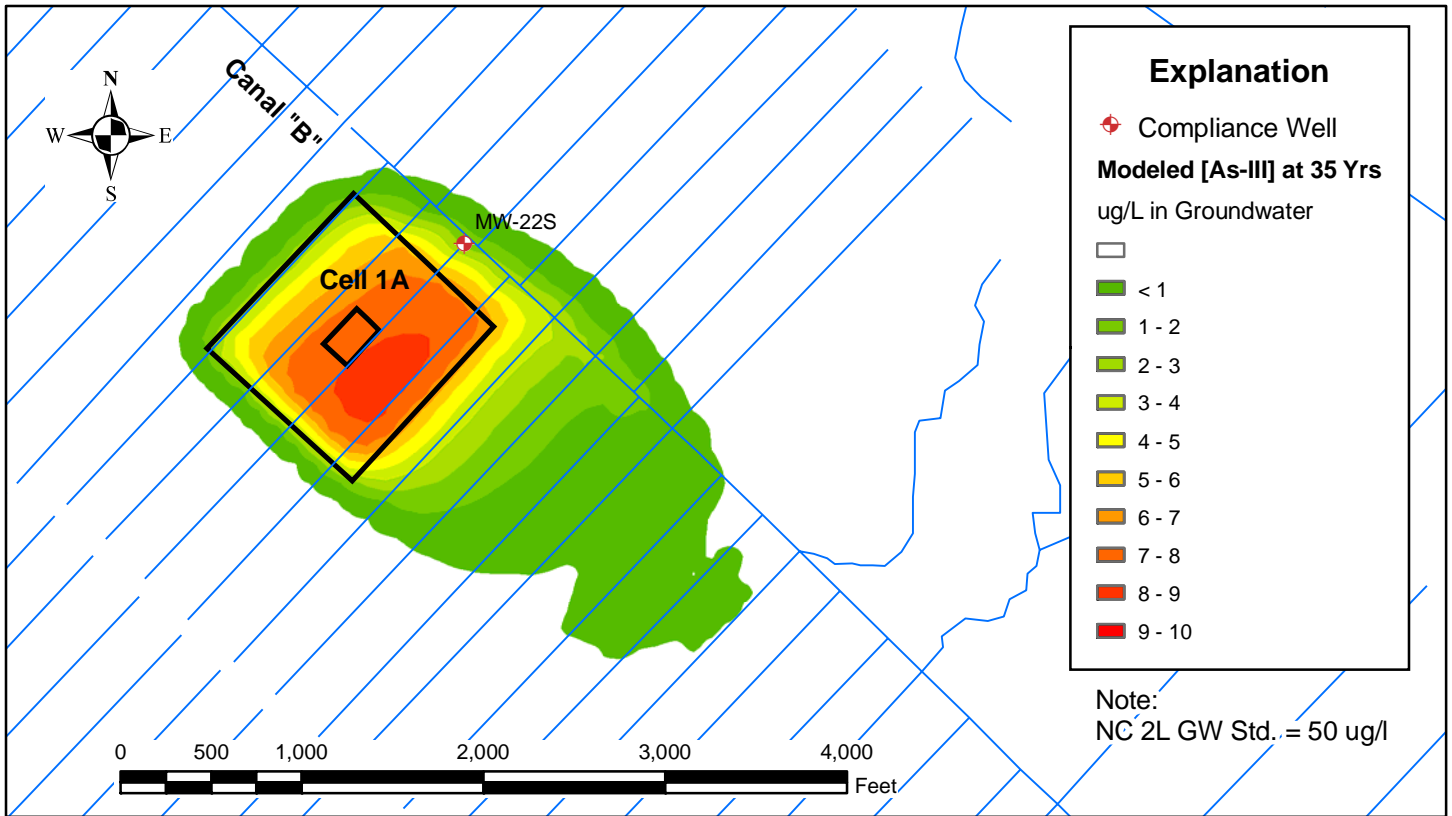 N
W E
S
Canal "B"
MW-22S
Cell 1A
0 500 1,000 2,000 3,000 4,000
Feet
Explanation
Compliance Well
Modeled [As-III] at 35 Yrs
ug/L in Groundwater
< 1
1 - 2
2 - 3
3 - 4
4 - 5
5 - 6
6 - 7
7 - 8
8 - 9
9 - 10
Note:
NC 2L GW Std. = 50 ug/l